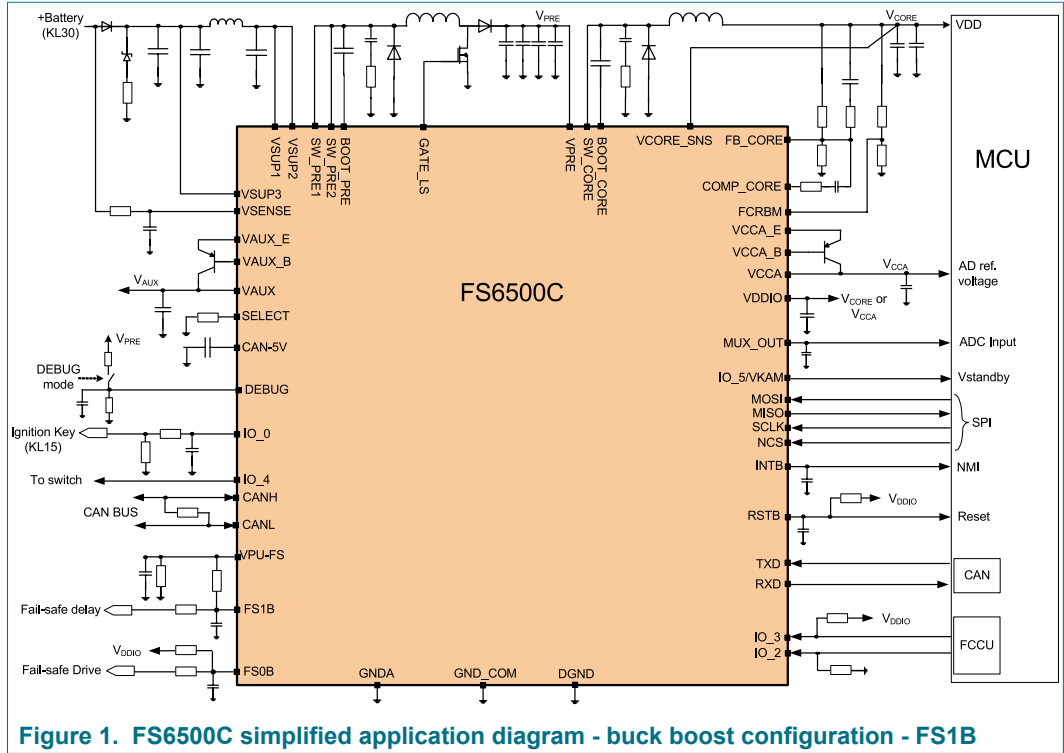 +Battery
(KL30)
VPRE
VCORE
VDD
MCU
VSUP1
VSUP2
SW_PRE1
SW_PRE2
BOOT_PRE
GATE_LS
VPRE
SW_CORE
BOOT_CORE
VCORE_SNS
FB_CORE
COMP_CORE
FCRBM
VCCA_E
VCCA_B
VCCA
VCCA
AD ref.
voltage
VDDIO
VCORE or
VCCA
MUX_OUT
ADC Input
IO_5/VKAM
Vstandby
MOSI
MISO
SCLK
NCS
SPI
INTB
NMI
VDDIO
RSTB
Reset
TXD
RXD
CAN
VDDIO
IO_3
IO_2
FCCU
FS6500C
VSUP3
VSENSE
VAUX_E
VAUX_B
VAUX
VAUX
SELECT
VPRE
CAN-5V
DEBUG
mode
DEBUG
Ignition Key
(KL15)
IO_0
To switch
IO_4
CANH
CAN BUS
CANL
VPU-FS
Fail-safe delay
FS1B
VDDIO
Fail-safe Drive
FS0B
GNDA
GND_COM
DGND
Figure 1. FS6500C simplified application diagram - buck boost configuration - FS1B